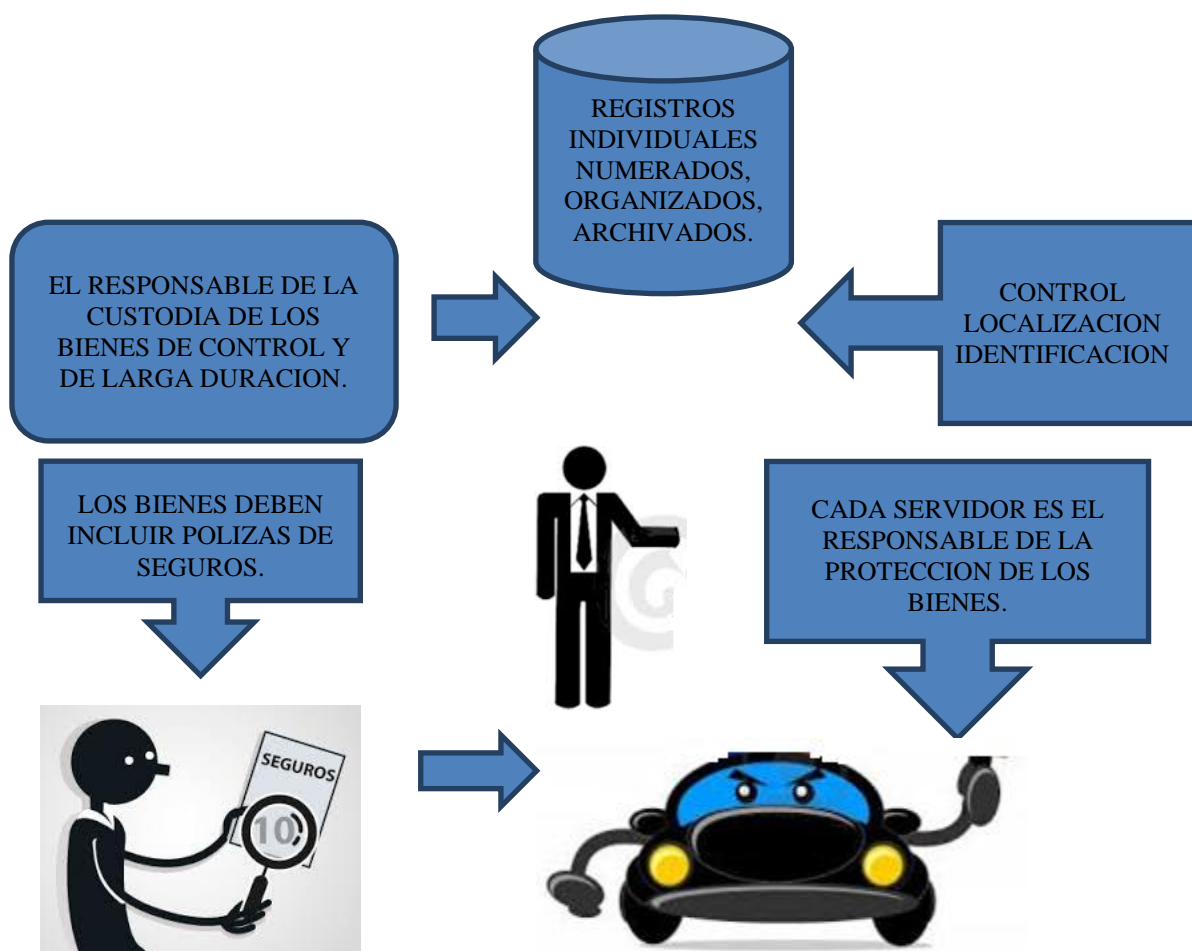 REGISTROS
INDIVIDUALES
NUMERADOS,
ORGANIZADOS,
ARCHIVADOS.
EL RESPONSABLE DE LA
CUSTODIA DE LOS
BIENES DE CONTROL Y
DE LARGA DURACION.
CONTROL
LOCALIZACION
IDENTIFICACION
LOS BIENES DEBEN
INCLUIR POLIZAS DE
SEGUROS.
CADA SERVIDOR ES EL
RESPONSABLE DE LA
PROTECCION DE LOS
BIENES.
SEGUROS
10